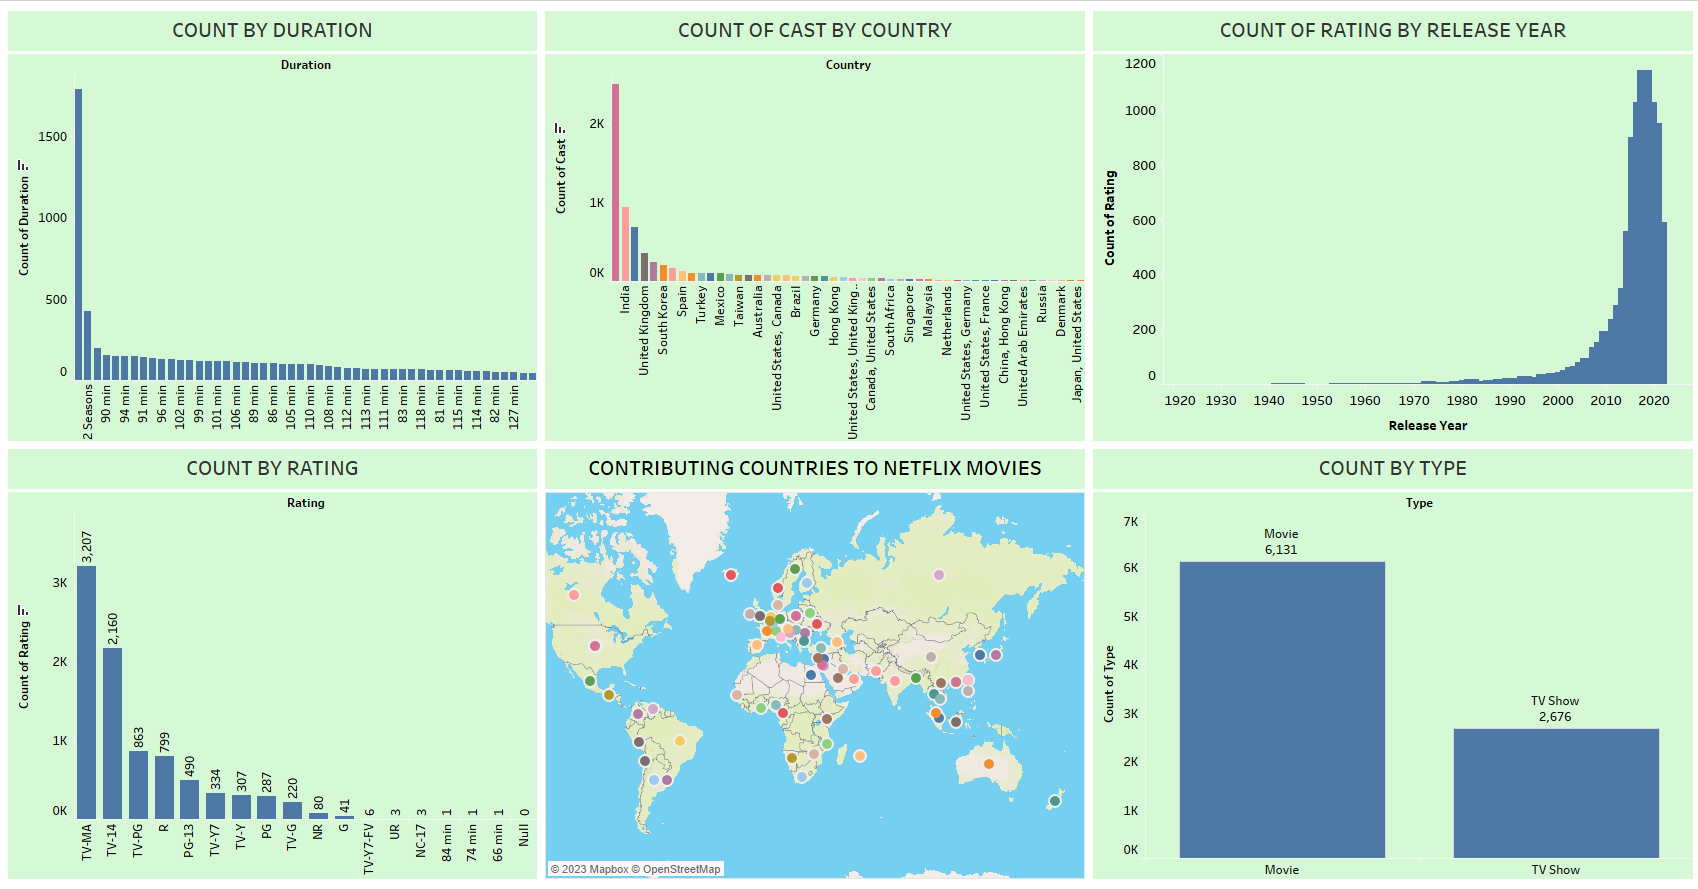 COUNT BY DURATION
Duration
Count of Duration
1500
1000
500
0
2 Seasons
90 min
94 min
91 min
96 min
102 min
99 min
101 min
106 min
89 min
86 min
105 min
110 min
108 min
112 min
113 min
111 min
83 min
118 min
81 min
115 min
114 min
82 min
127 min
COUNT OF CAST BY COUNTRY
Country
Count of Cast
2K
1K
0K
India
United Kingdom
South Korea
Spain
Turkey
Mexico
Taiwan
Australia
United States, Canada
Brazil
Germany
Hong Kong
United States, United King..
Canada, United States
South Africa
Singapore
Malaysia
Netherlands
United States, Germany
United States, France
China, Hong Kong
United Arab Emirates
Russia
Denmark
Japan, United States
COUNT OF RATING BY RELEASE YEAR
Count of Rating
1200
1000
800
600
400
200
0
1920 1930 1940 1950 1960 1970 1980 1990 2000 2010 2020
Release Year
COUNT BY RATING
Rating
Count of Rating
3K
2K
1K
0K
3,207
2,160
863
799
490
334
307
287
220
80
41
6
3
3
1
1
1
0
TV-MA
TV-14
TV-PG
R
PG-13
TV-Y7
TV-Y
PG
TV-G
NR
G
TV-Y7-FV
UR
NC-17
84 min
74 min
66 min
Null
CONTRIBUTING COUNTRIES TO NETFLIX MOVIES
© 2023 Mapbox © OpenStreetMap
COUNT BY TYPE
Type
Count of Type
7K
6K
5K
4K
3K
2K
1K
0K
Movie
6,131
TV Show
2,676
Movie
TV Show